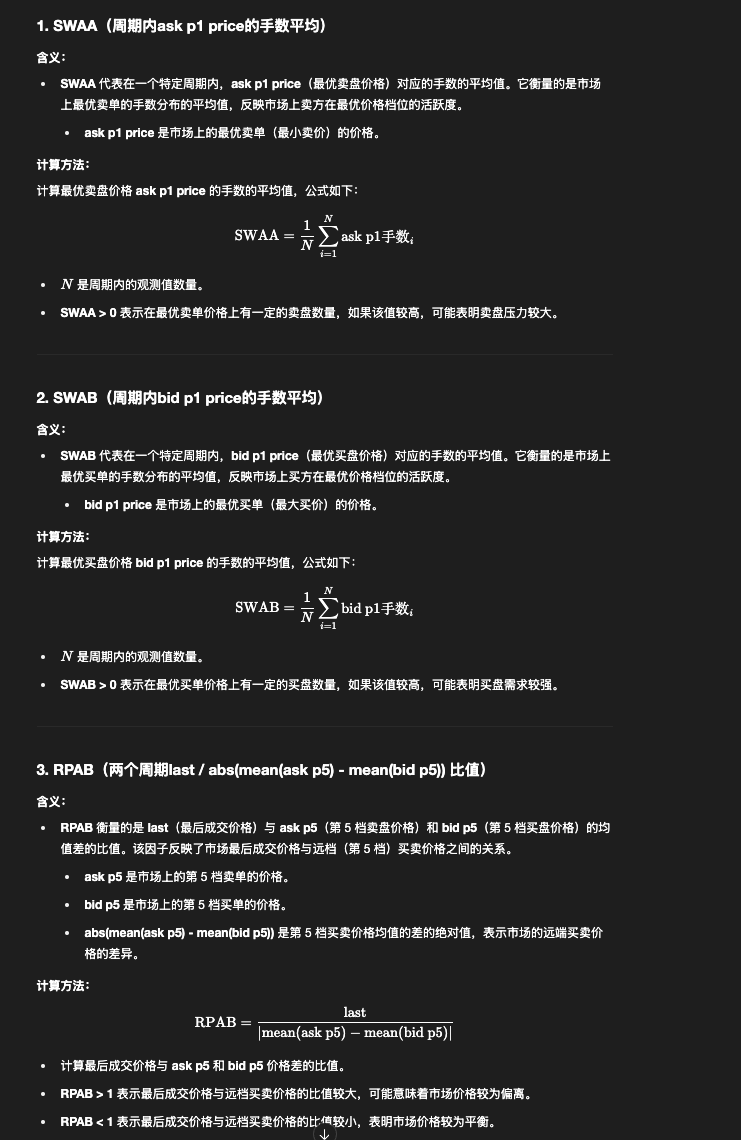 1. SWAA（周期内ask p1 price的手数平均）
含义：
• SWAA 代表在一个特定周期内，ask p1 price（最优卖盘价格）对应的手数的平均值。它衡量的是市场
上最优卖单的手数分布的平均值，反映市场上卖方在最优价格档位的活跃度。
• ask p1 price 是市场上的最优卖单（最小卖价）的价格。
计算方法：
计算最优卖盘价格 ask p1 price 的手数的平均值，公式如下：
SWAA = \frac{1}{N} \sum_{i=1}^{N} ask p1手数_i
• N 是周期内的观测值数量。
• SWAA > 0 表示在最优卖单价格上有一定的卖盘数量，如果该值较高，可能表明卖盘压力较大。
2. SWAB（周期内bid p1 price的手数平均）
含义：
• SWAB 代表在一个特定周期内，bid p1 price（最优买盘价格）对应的手数的平均值。它衡量的是市场上
最优买单的手数分布的平均值，反映市场上买方在最优价格档位的活跃度。
• bid p1 price 是市场上的最优买单（最大买价）的价格。
计算方法：
计算最优买盘价格 bid p1 price 的手数的平均值，公式如下：
SWAB = \frac{1}{N} \sum_{i=1}^{N} bid p1手数_i
• N 是周期内的观测值数量。
• SWAB > 0 表示在最优买单价格上有一定的买盘数量，如果该值较高，可能表明买盘需求较强。
3. RPAB（两个周期last / abs(mean(ask p5) - mean(bid p5)) 比值）
含义：
• RPAB 衡量的是 last（最后成交价格）与 ask p5（第 5 档卖盘价格）和 bid p5（第 5 档买盘价格）的均
值差的比值。该因子反映了市场最后成交价格与远档（第 5 档）买卖价格之间的关系。
• ask p5 是市场上的第 5 档卖单的价格。
• bid p5 是市场上的第 5 档买单的价格。
• abs(mean(ask p5) - mean(bid p5)) 是第 5 档买卖价格均值的差的绝对值，表示市场的远端买卖价
格的差异。
计算方法：
RPAB = \frac{last}{|mean(ask p5) − mean(bid p5)|}
• 计算最后成交价格与 ask p5 和 bid p5 价格差的比值。
• RPAB > 1 表示最后成交价格与远档买卖价格的比值较大，可能意味着市场价格较为偏离。
• RPAB < 1 表示最后成交价格与远档买卖价格的比值较小，表明市场价格较为平衡。